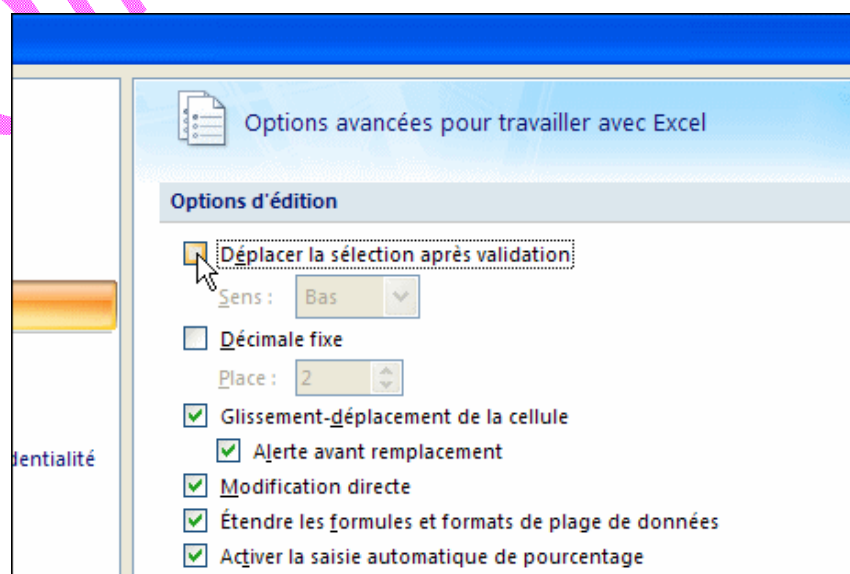 Options avancées pour travailler avec Excel
Options d'édition
Déplacer la sélection après validation
Sens : Bas
Décimale fixe
Place : 2
Glissement-déplacement de la cellule
Alerte avant remplacement
dentialité
Modification directe
Étendre les formules et formats de plage de données
Activer la saisie automatique de pourcentage